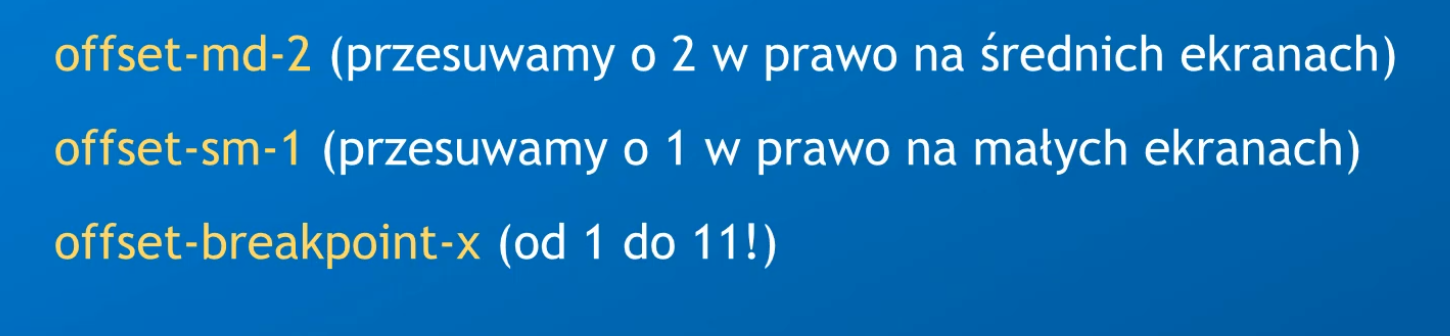 offset-md-2 (przesuwamy o 2 w prawo na średnich ekranach)
offset-sm-1 (przesuwamy o 1 w prawo na małych ekranach)
offset-breakpoint-x (od 1 do 11!)